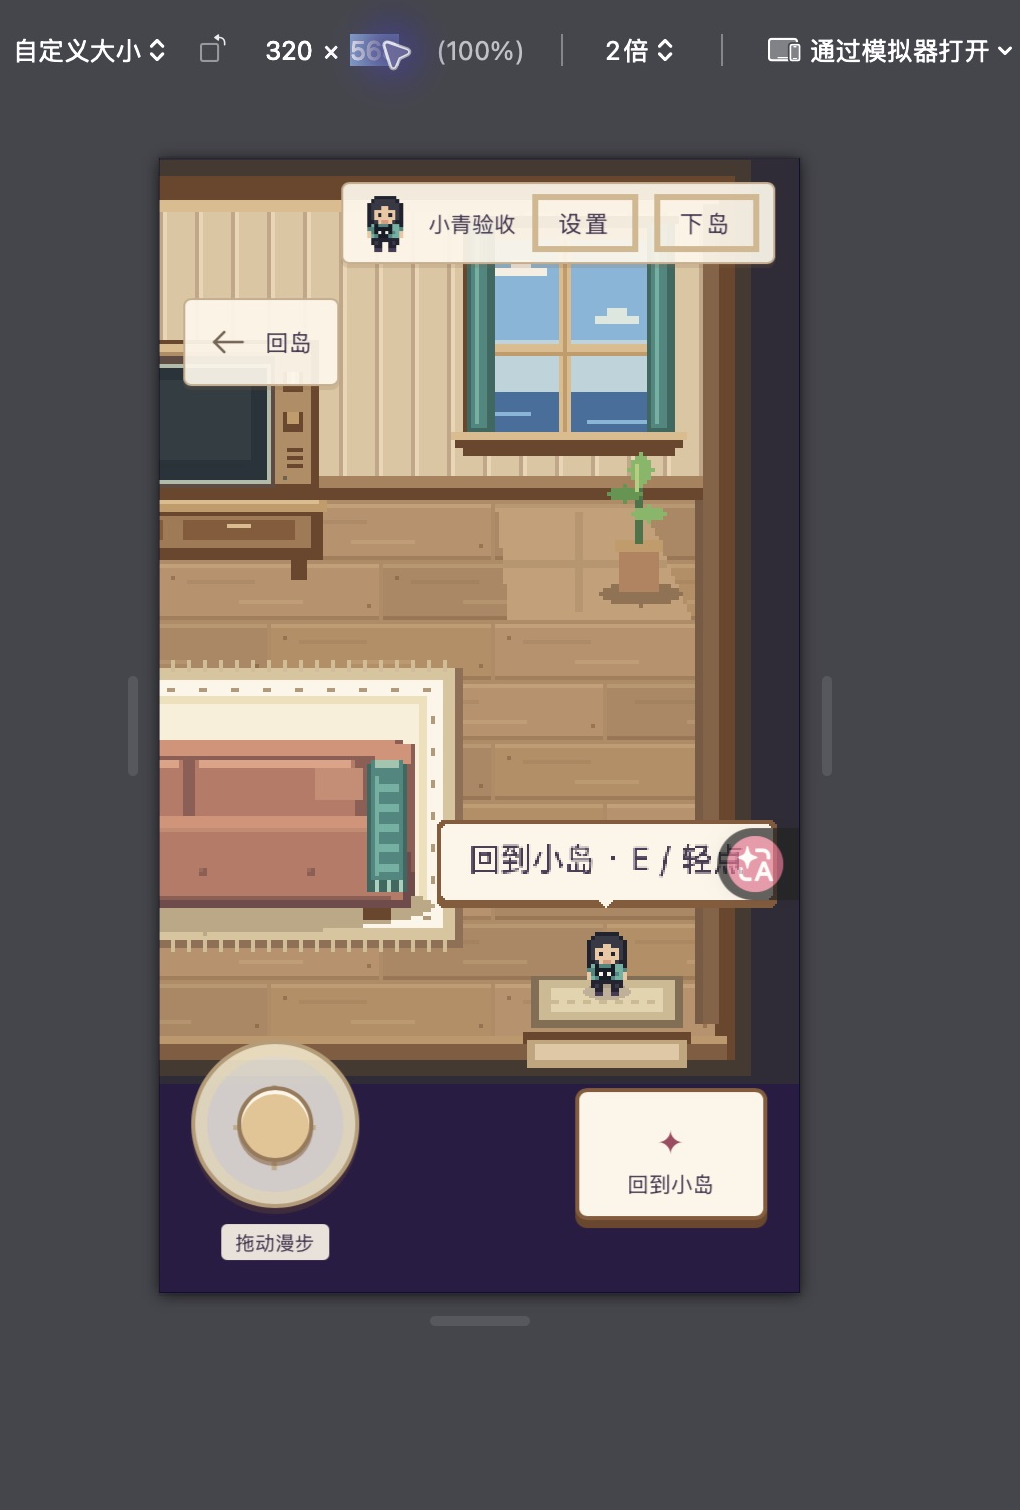 自定义大小 320 × 56 (100%) 2倍 通过模拟器打开
小青验收 设置 下岛
回岛
回到小岛 · E / 轻点
回到小岛
拖动漫步